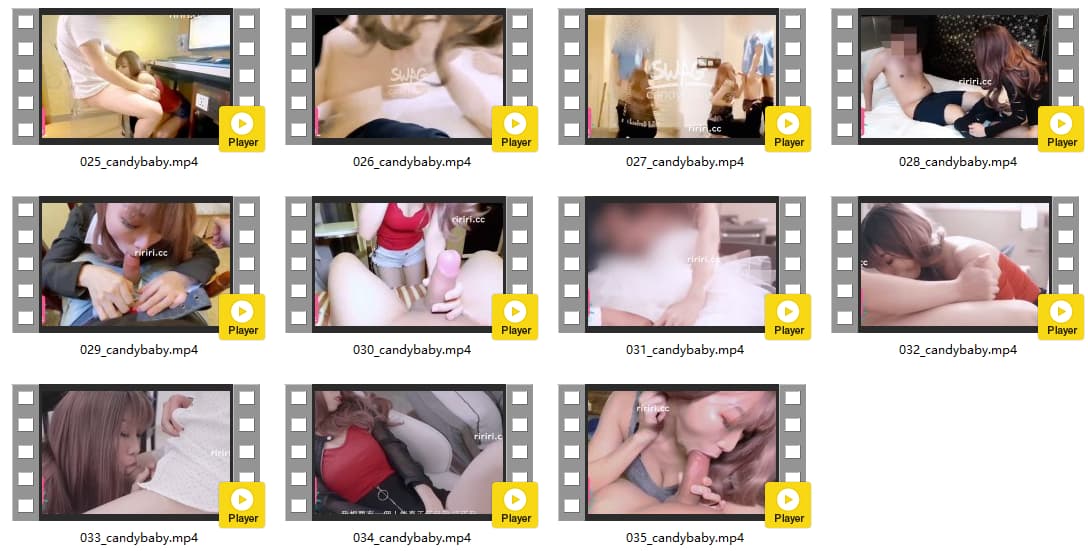 ririri.cc
SWAG
SWAG
ririri.cc
ririri.cc
Player
Player
Player
Player
025_candybaby.mp4
026_candybaby.mp4
027_candybaby.mp4
028_candybaby.mp4
ririri.cc
ririri.cc
ririri.cc
cc
Player
Player
Player
Player
029_candybaby.mp4
030_candybaby.mp4
031_candybaby.mp4
032_candybaby.mp4
ririri.cc
ririri.c
riri
Player
Player
Player
033_candybaby.mp4
034_candybaby.mp4
035_candybaby.mp4